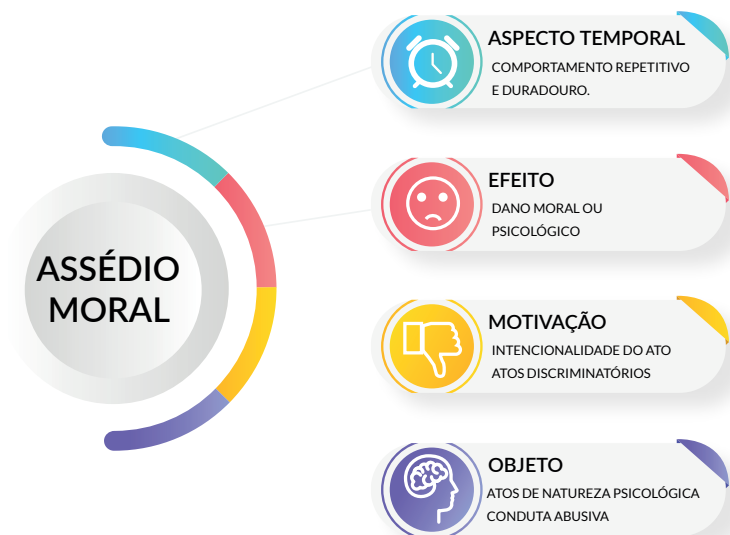 ASSÉDIO
MORAL
ASPECTO TEMPORAL
COMPORTAMENTO REPETITIVO
E DURADOURO.
EFEITO
DANO MORAL OU
PSICOLÓGICO
MOTIVAÇÃO
INTENCIONALIDADE DO ATO
ATOS DISCRIMINATÓRIOS
OBJETO
ATOS DE NATUREZA PSICOLÓGICA
CONDUTA ABUSIVA